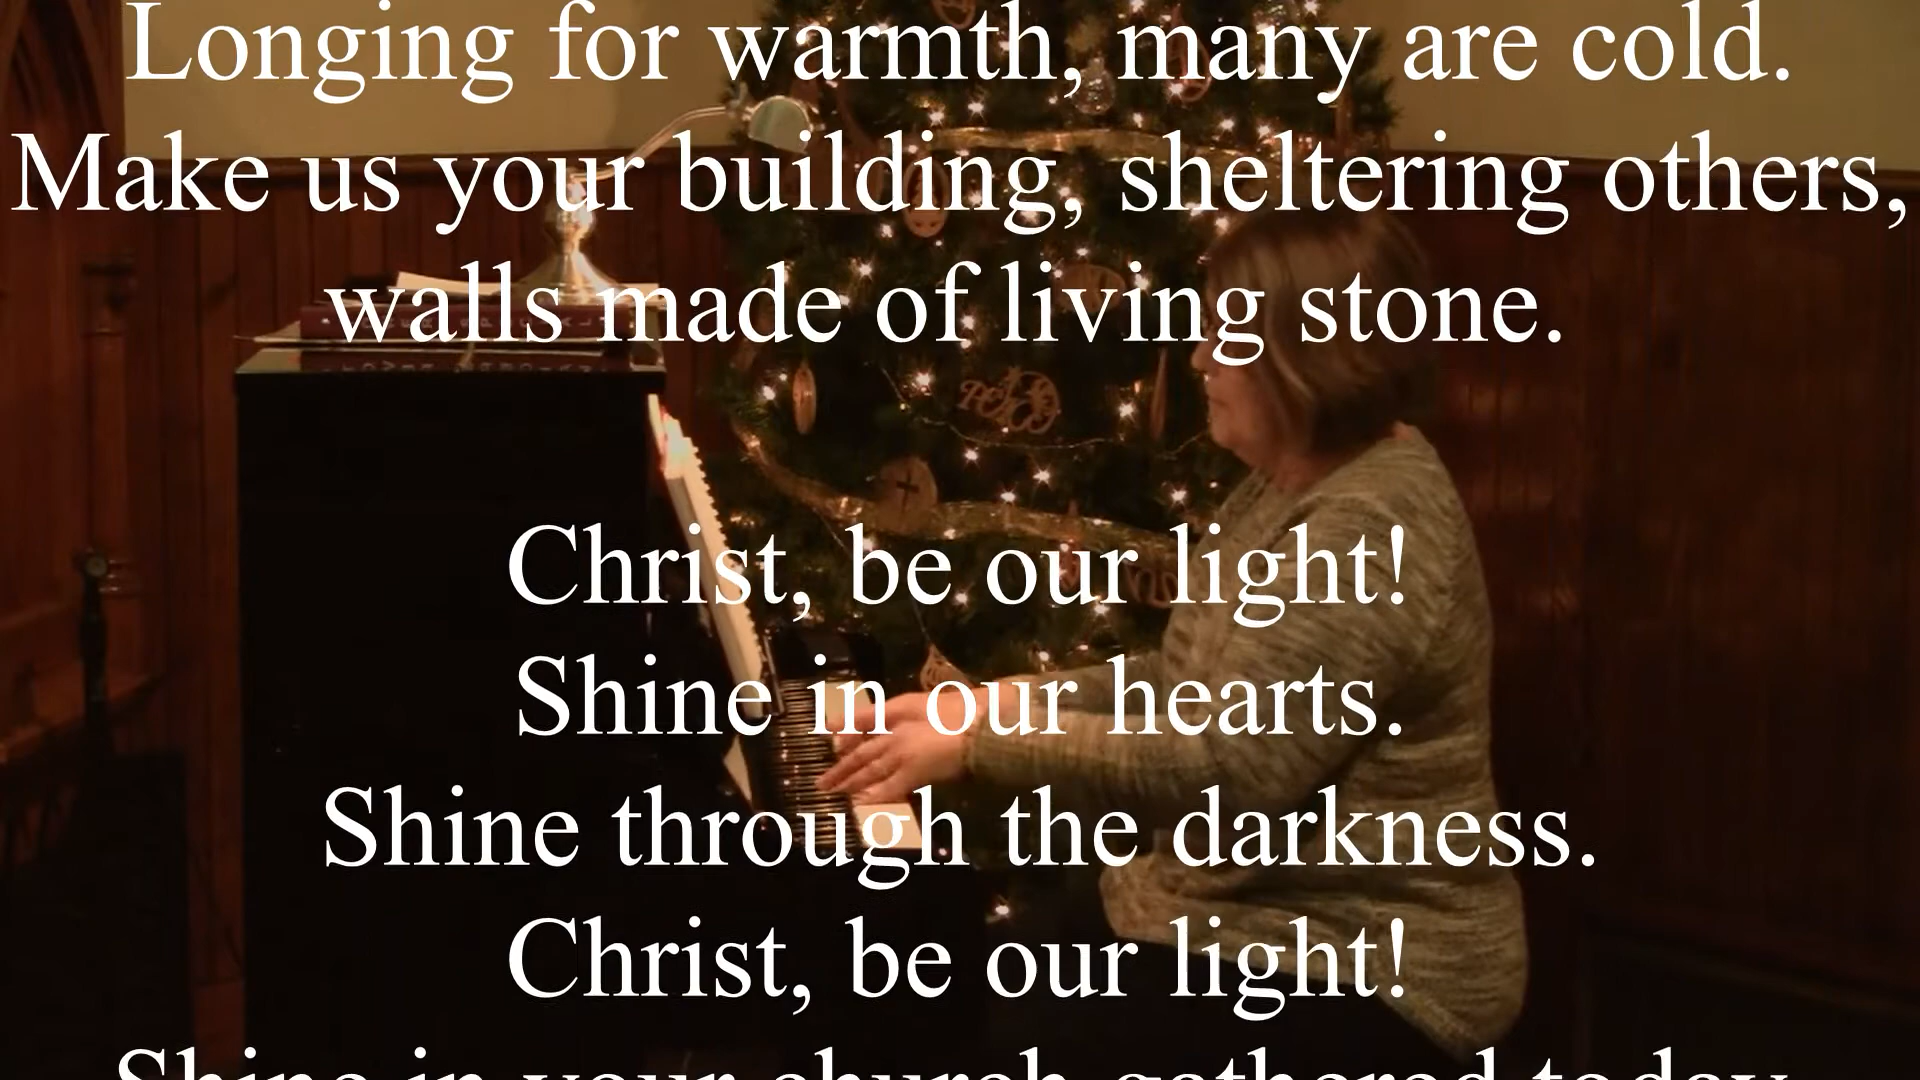 Longing for warmth, many are cold.
Make us your building, sheltering others,
walls made of living stone.
Christ, be our light!
Shine in our hearts.
Shine through the darkness.
Christ, be our light!
Shine in your church gathered today.
PEACE